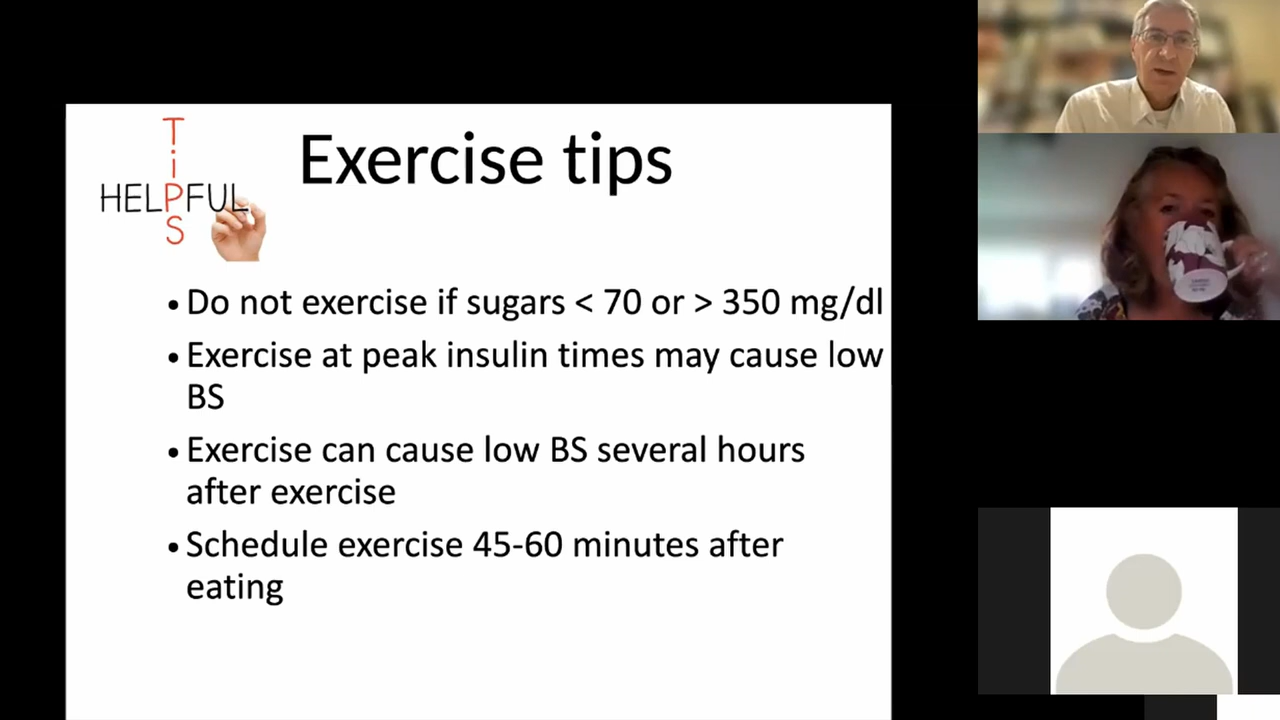 TiPS
HELPFUL
Exercise tips
• Do not exercise if sugars < 70 or > 350 mg/dl
• Exercise at peak insulin times may cause low
BS
• Exercise can cause low BS several hours
after exercise
• Schedule exercise 45-60 minutes after
eating